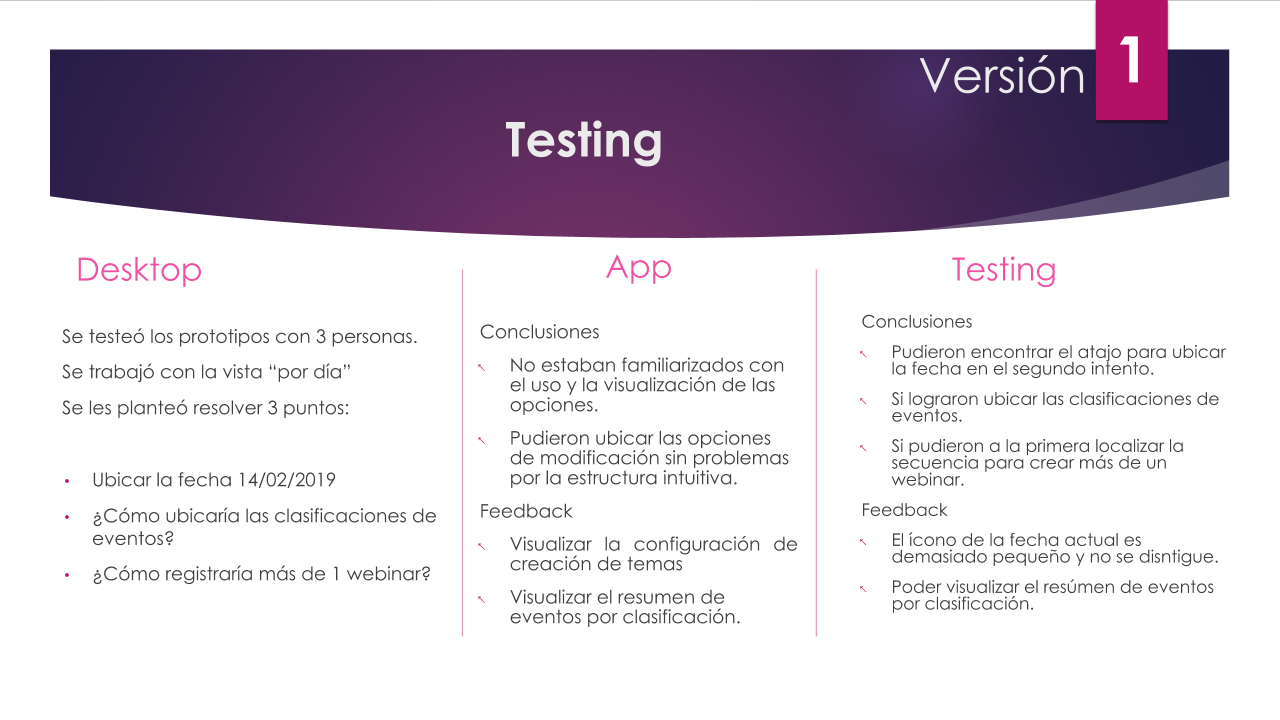 Versión 1
Testing
Desktop
Se testeó los prototipos con 3 personas.
Se trabajó con la vista “por día”
Se les planteó resolver 3 puntos:
• Ubicar la fecha 14/02/2019
• ¿Cómo ubicaría las clasificaciones de
eventos?
• ¿Cómo registraría más de 1 webinar?
App
Conclusiones
No estaban familiarizados con
el uso y la visualización de las
opciones.
Pudieron ubicar las opciones
de modificación sin problemas
por la estructura intuitiva.
Feedback
Visualizar la configuración de
creación de temas
Visualizar el resumen de
eventos por clasificación.
Testing
Conclusiones
Pudieron encontrar el atajo para ubicar
la fecha en el segundo intento.
Si lograron ubicar las clasificaciones de
eventos.
Si pudieron a la primera localizar la
secuencia para crear más de un
webinar.
Feedback
El ícono de la fecha actual es
demasiado pequeño y no se disntigue.
Poder visualizar el resúmen de eventos
por clasificación.